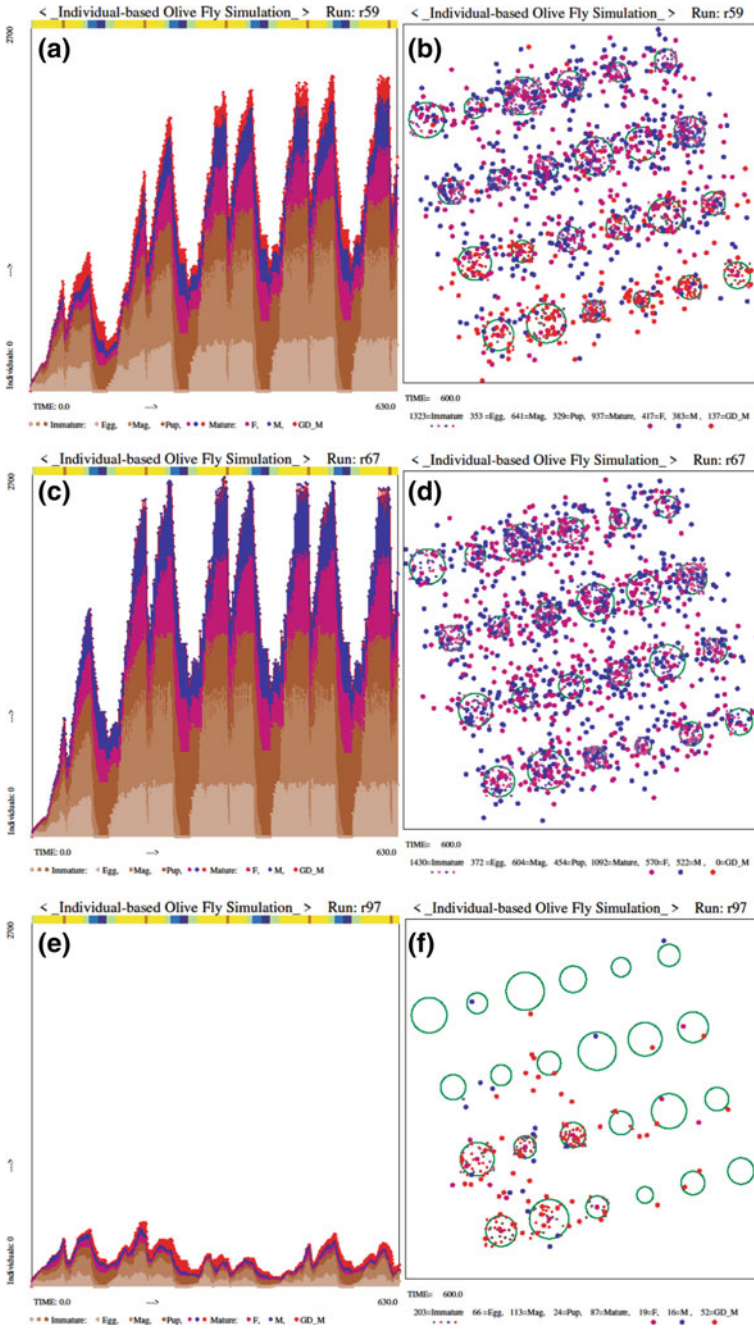 < _Individual-based Olive Fly Simulation_ > Run: r59
(a)
2700
--->
Individuals: 0
TIME: 0.0 ---> 630.0
Immature: Egg, Mag, Pup, Mature: F, M, GD_M
< _Individual-based Olive Fly Simulation_ > Run: r59
(b)
TIME= 600.0
1323=Immature 353 =Egg, 641=Mag, 329=Pup, 937=Mature, 417=F, 383=M , 137=GD_M
< _Individual-based Olive Fly Simulation_ > Run: r67
(c)
2700
--->
Individuals: 0
TIME: 0.0 ---> 630.0
Immature: Egg, Mag, Pup, Mature: F, M, GD_M
< _Individual-based Olive Fly Simulation_ > Run: r67
(d)
TIME= 600.0
1430=Immature 372 =Egg, 604=Mag, 454=Pup, 1092=Mature, 570=F, 522=M , 0=GD_M
< _Individual-based Olive Fly Simulation_ > Run: r97
(e)
2700
--->
Individuals: 0
TIME: 0.0 ---> 630.0
Immature: Egg, Mag, Pup, Mature: F, M, GD_M
< _Individual-based Olive Fly Simulation_ > Run: r97
(f)
TIME= 600.0
203=Immature 66 =Egg, 113=Mag, 24=Pup, 87=Mature, 19=F, 16=M , 52=GD_M